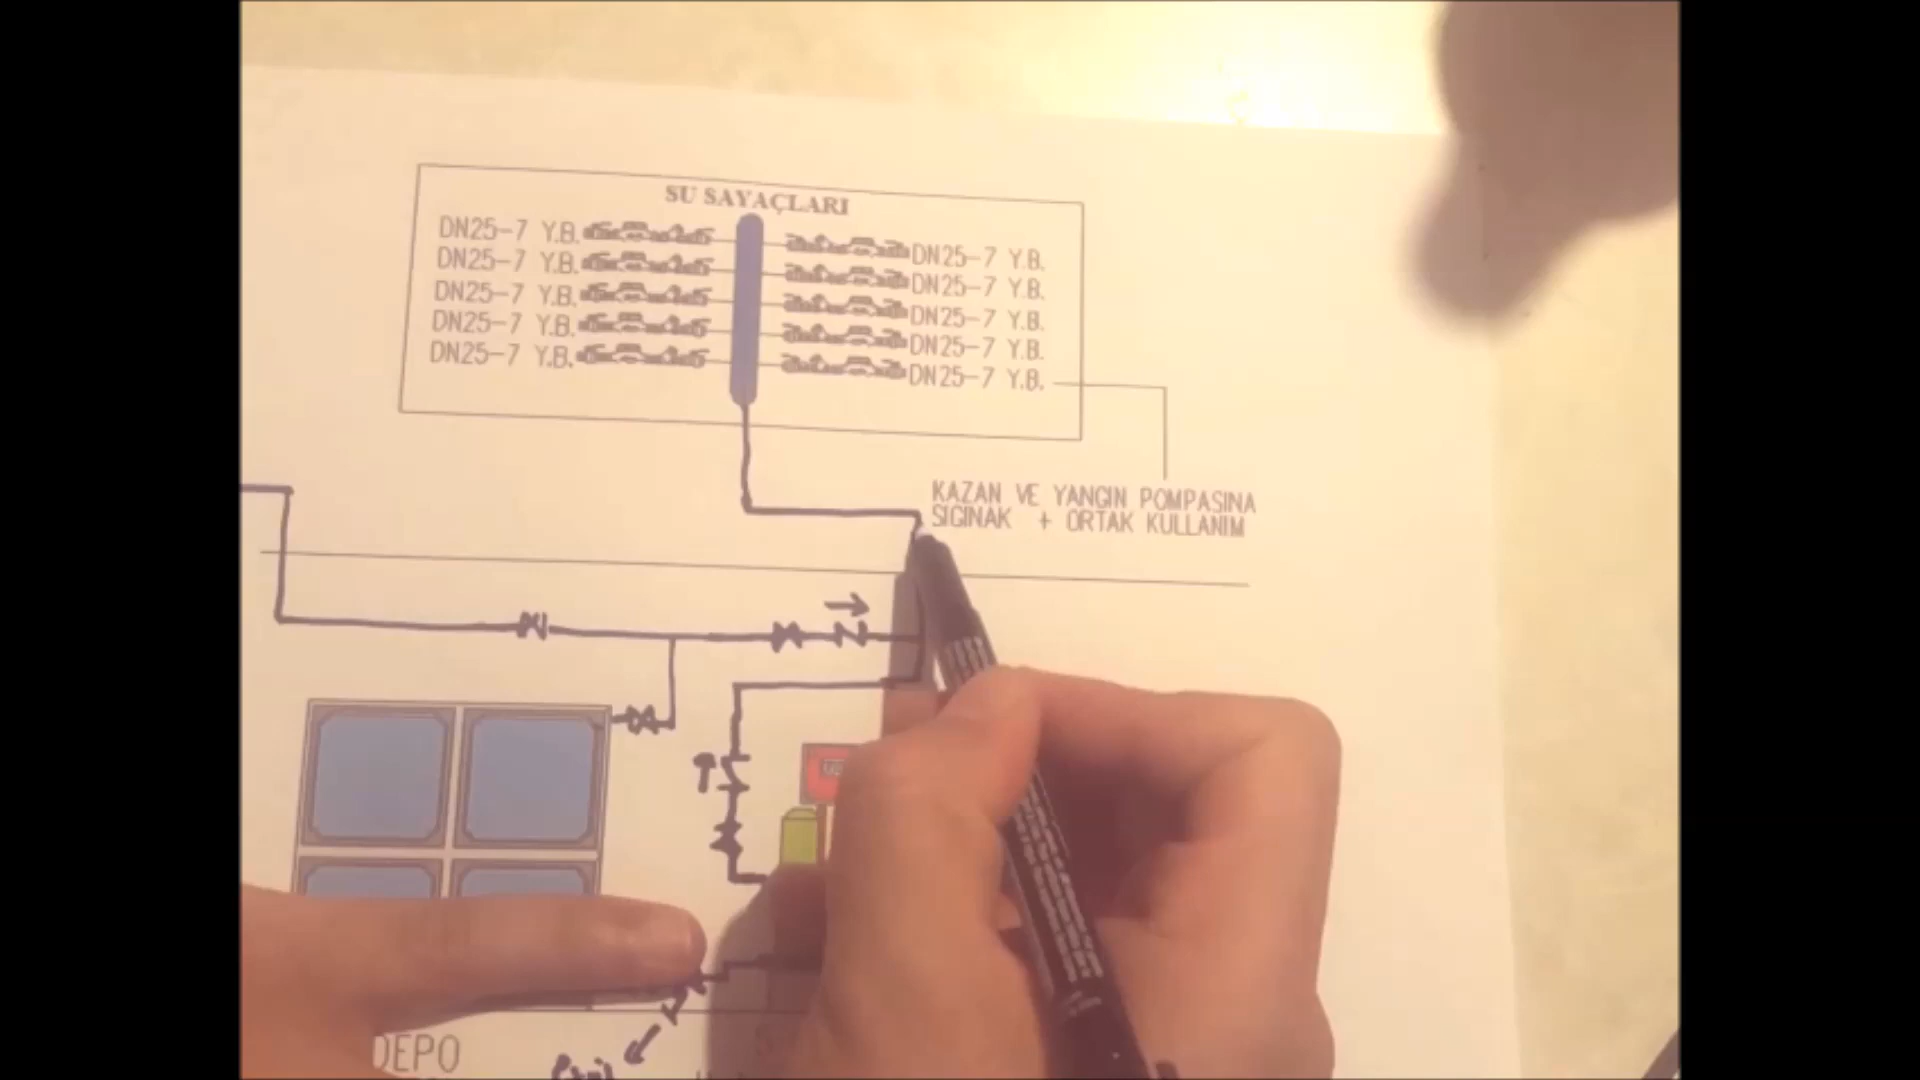 SU SAYAÇLARI
DN25-7 Y.B. DN25-7 Y.B.
DN25-7 Y.B. DN25-7 Y.B.
DN25-7 Y.B. DN25-7 Y.B.
DN25-7 Y.B. DN25-7 Y.B.
DN25-7 Y.B. DN25-7 Y.B.
KAZAN VE YANGIN POMPASINA
SIGINAK + ORTAK KULLANIM
DEPO